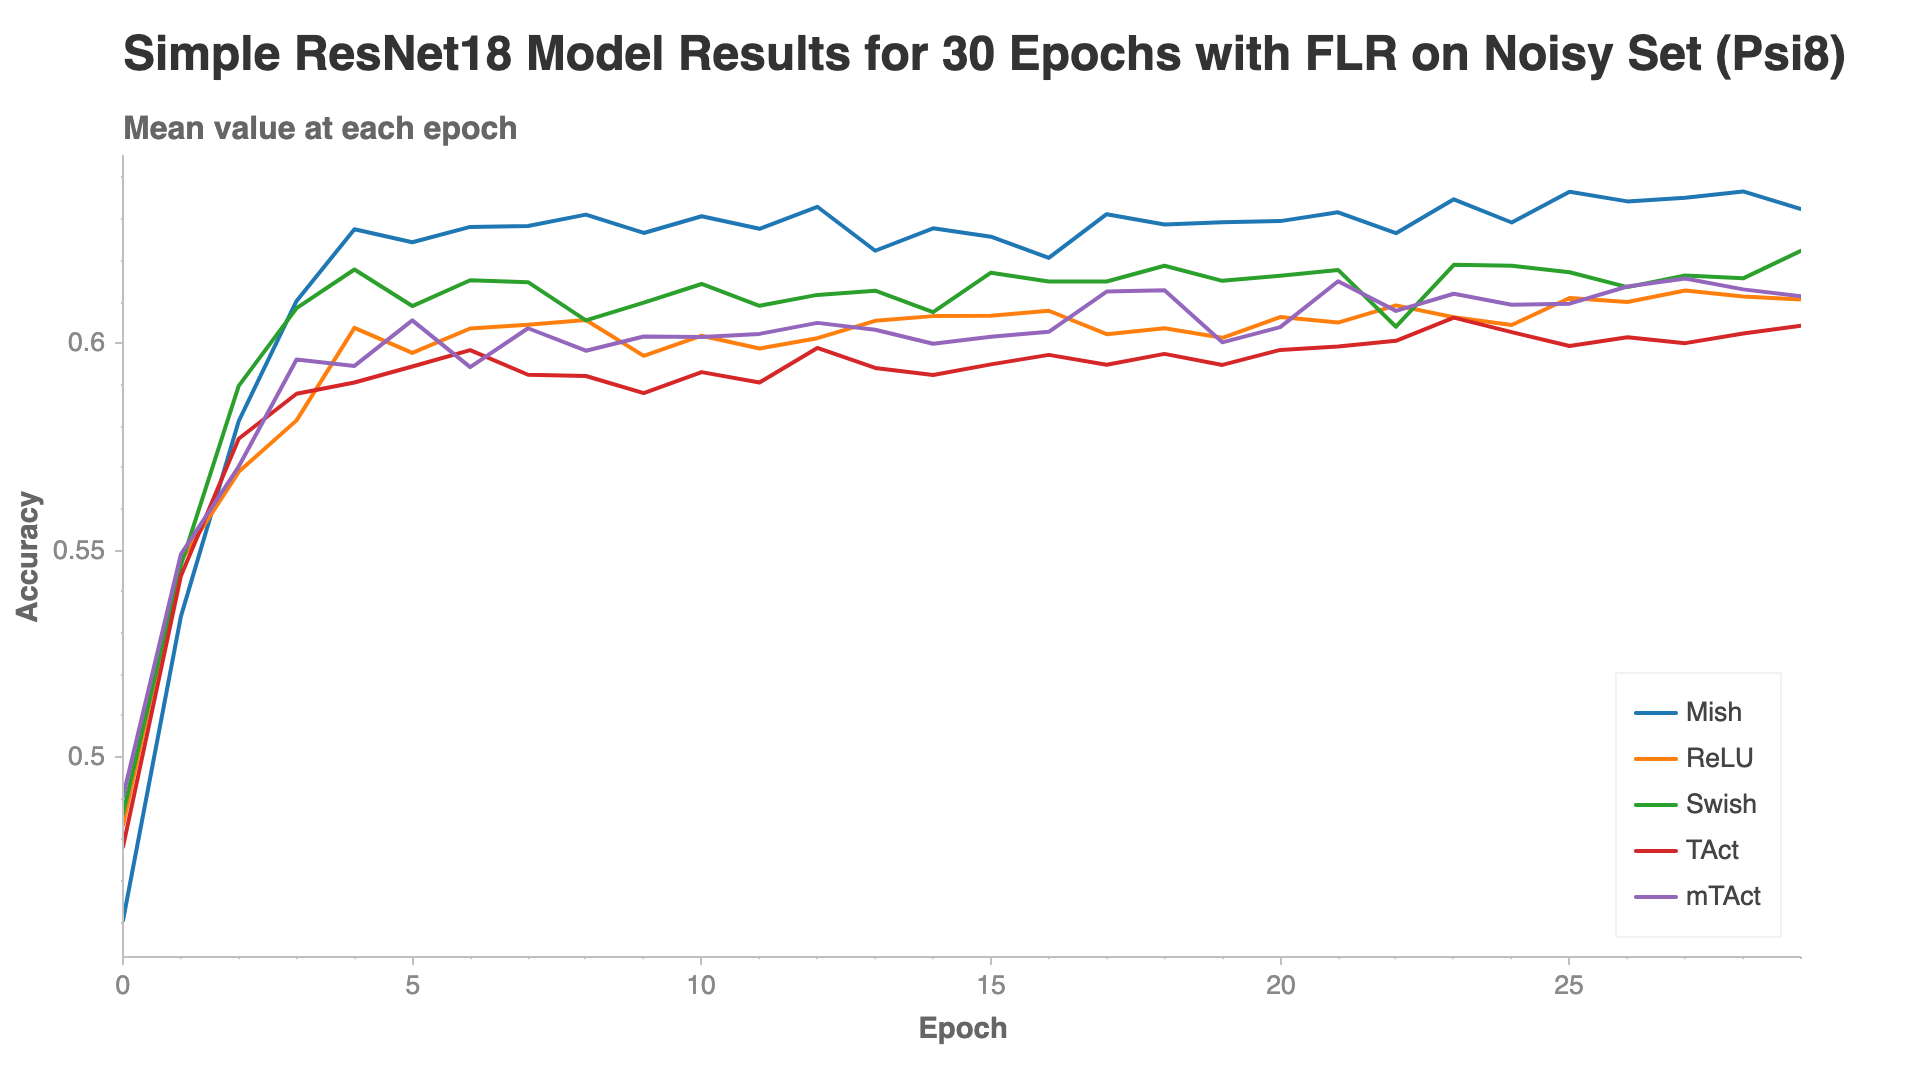 Simple ResNet18 Model Results for 30 Epochs with FLR on Noisy Set (Psi8)
Mean value at each epoch
Accuracy
0.6
0.55
0.5
Mish
ReLU
Swish
TAct
mTAct
0 5 10 15 20 25
Epoch